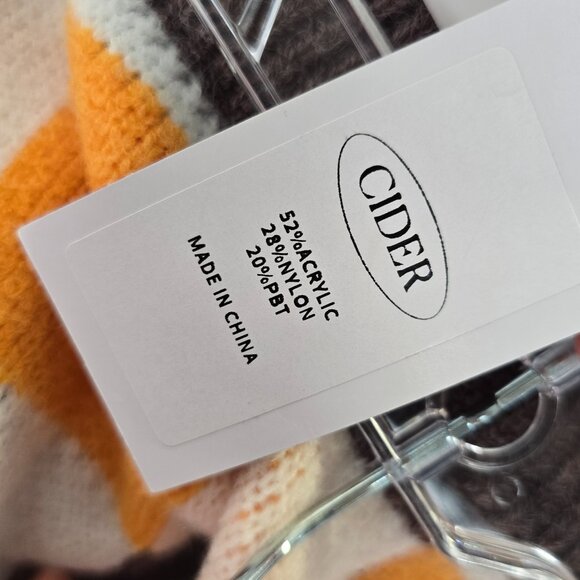 CIDER
52%ACRYLIC
28%NYLON
20%PBT
MADE IN CHINA